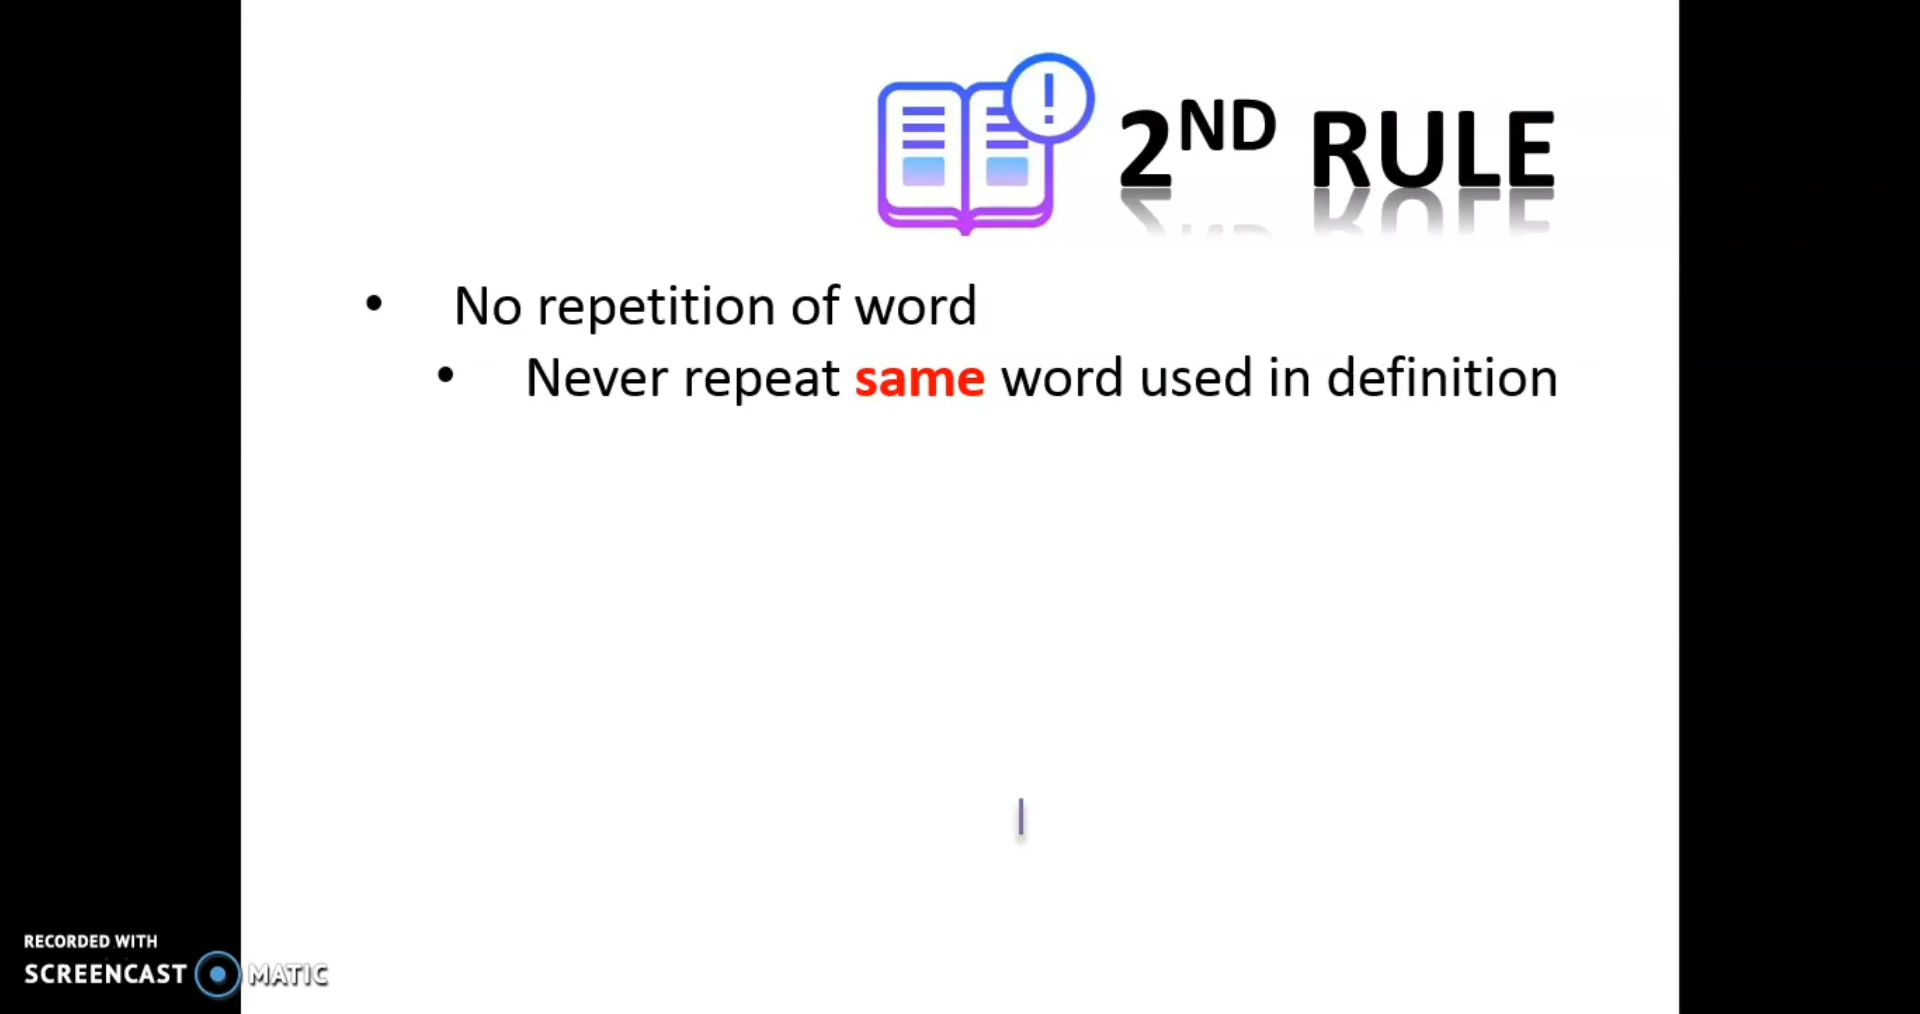 2ND RULE
• No repetition of word
• Never repeat same word used in definition
RECORDED WITH
SCREENCAST MATIC